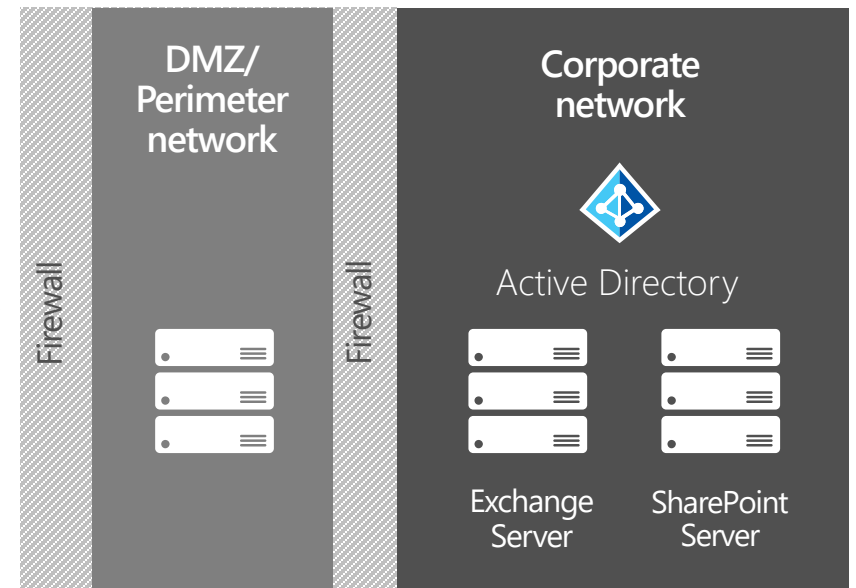 Firewall
DMZ/
Perimeter
network
Firewall
Corporate
network
Active Directory
Exchange
Server
SharePoint
Server